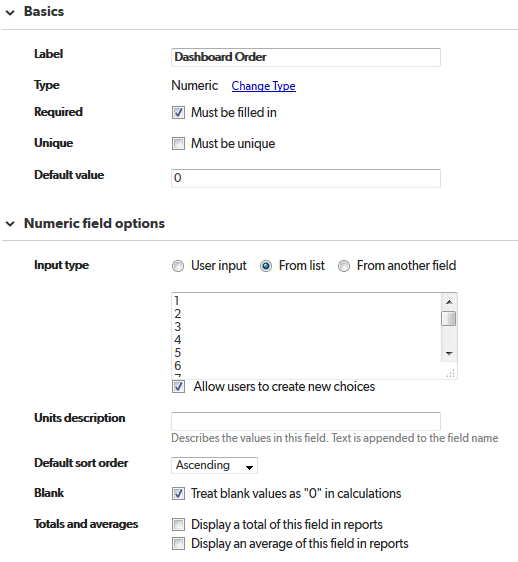 Basics
Label Dashboard Order
Type Numeric Change Type
Required Must be filled in
Unique Must be unique
Default value 0
Numeric field options
Input type User input From list From another field
1
2
3
4
5
6
Allow users to create new choices
Units description
Describes the values in this field. Text is appended to the field name
Default sort order Ascending
Blank Treat blank values as "0" in calculations
Totals and averages Display a total of this field in reports
Display an average of this field in reports